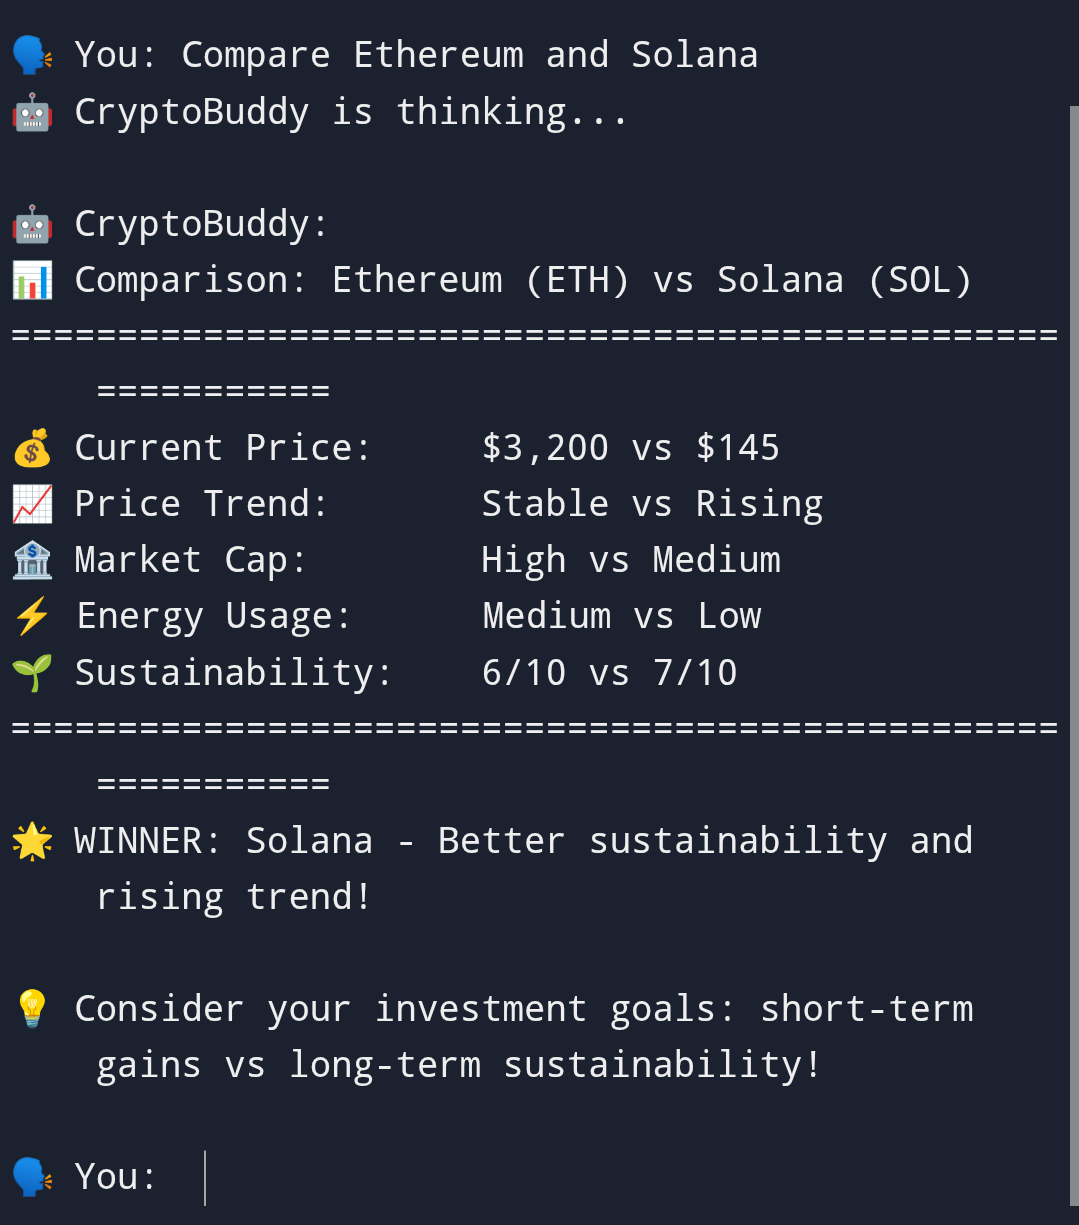 🗣️ You: Compare Ethereum and Solana
🤖 CryptoBuddy is thinking...
🤖 CryptoBuddy:
📊 Comparison: Ethereum (ETH) vs Solana (SOL)
=================================================
===========
💰 Current Price: $3,200 vs $145
📈 Price Trend: Stable vs Rising
🏦 Market Cap: High vs Medium
⚡ Energy Usage: Medium vs Low
🌱 Sustainability: 6/10 vs 7/10
=================================================
===========
🌟 WINNER: Solana - Better sustainability and
rising trend!
💡 Consider your investment goals: short-term
gains vs long-term sustainability!
🗣️ You: